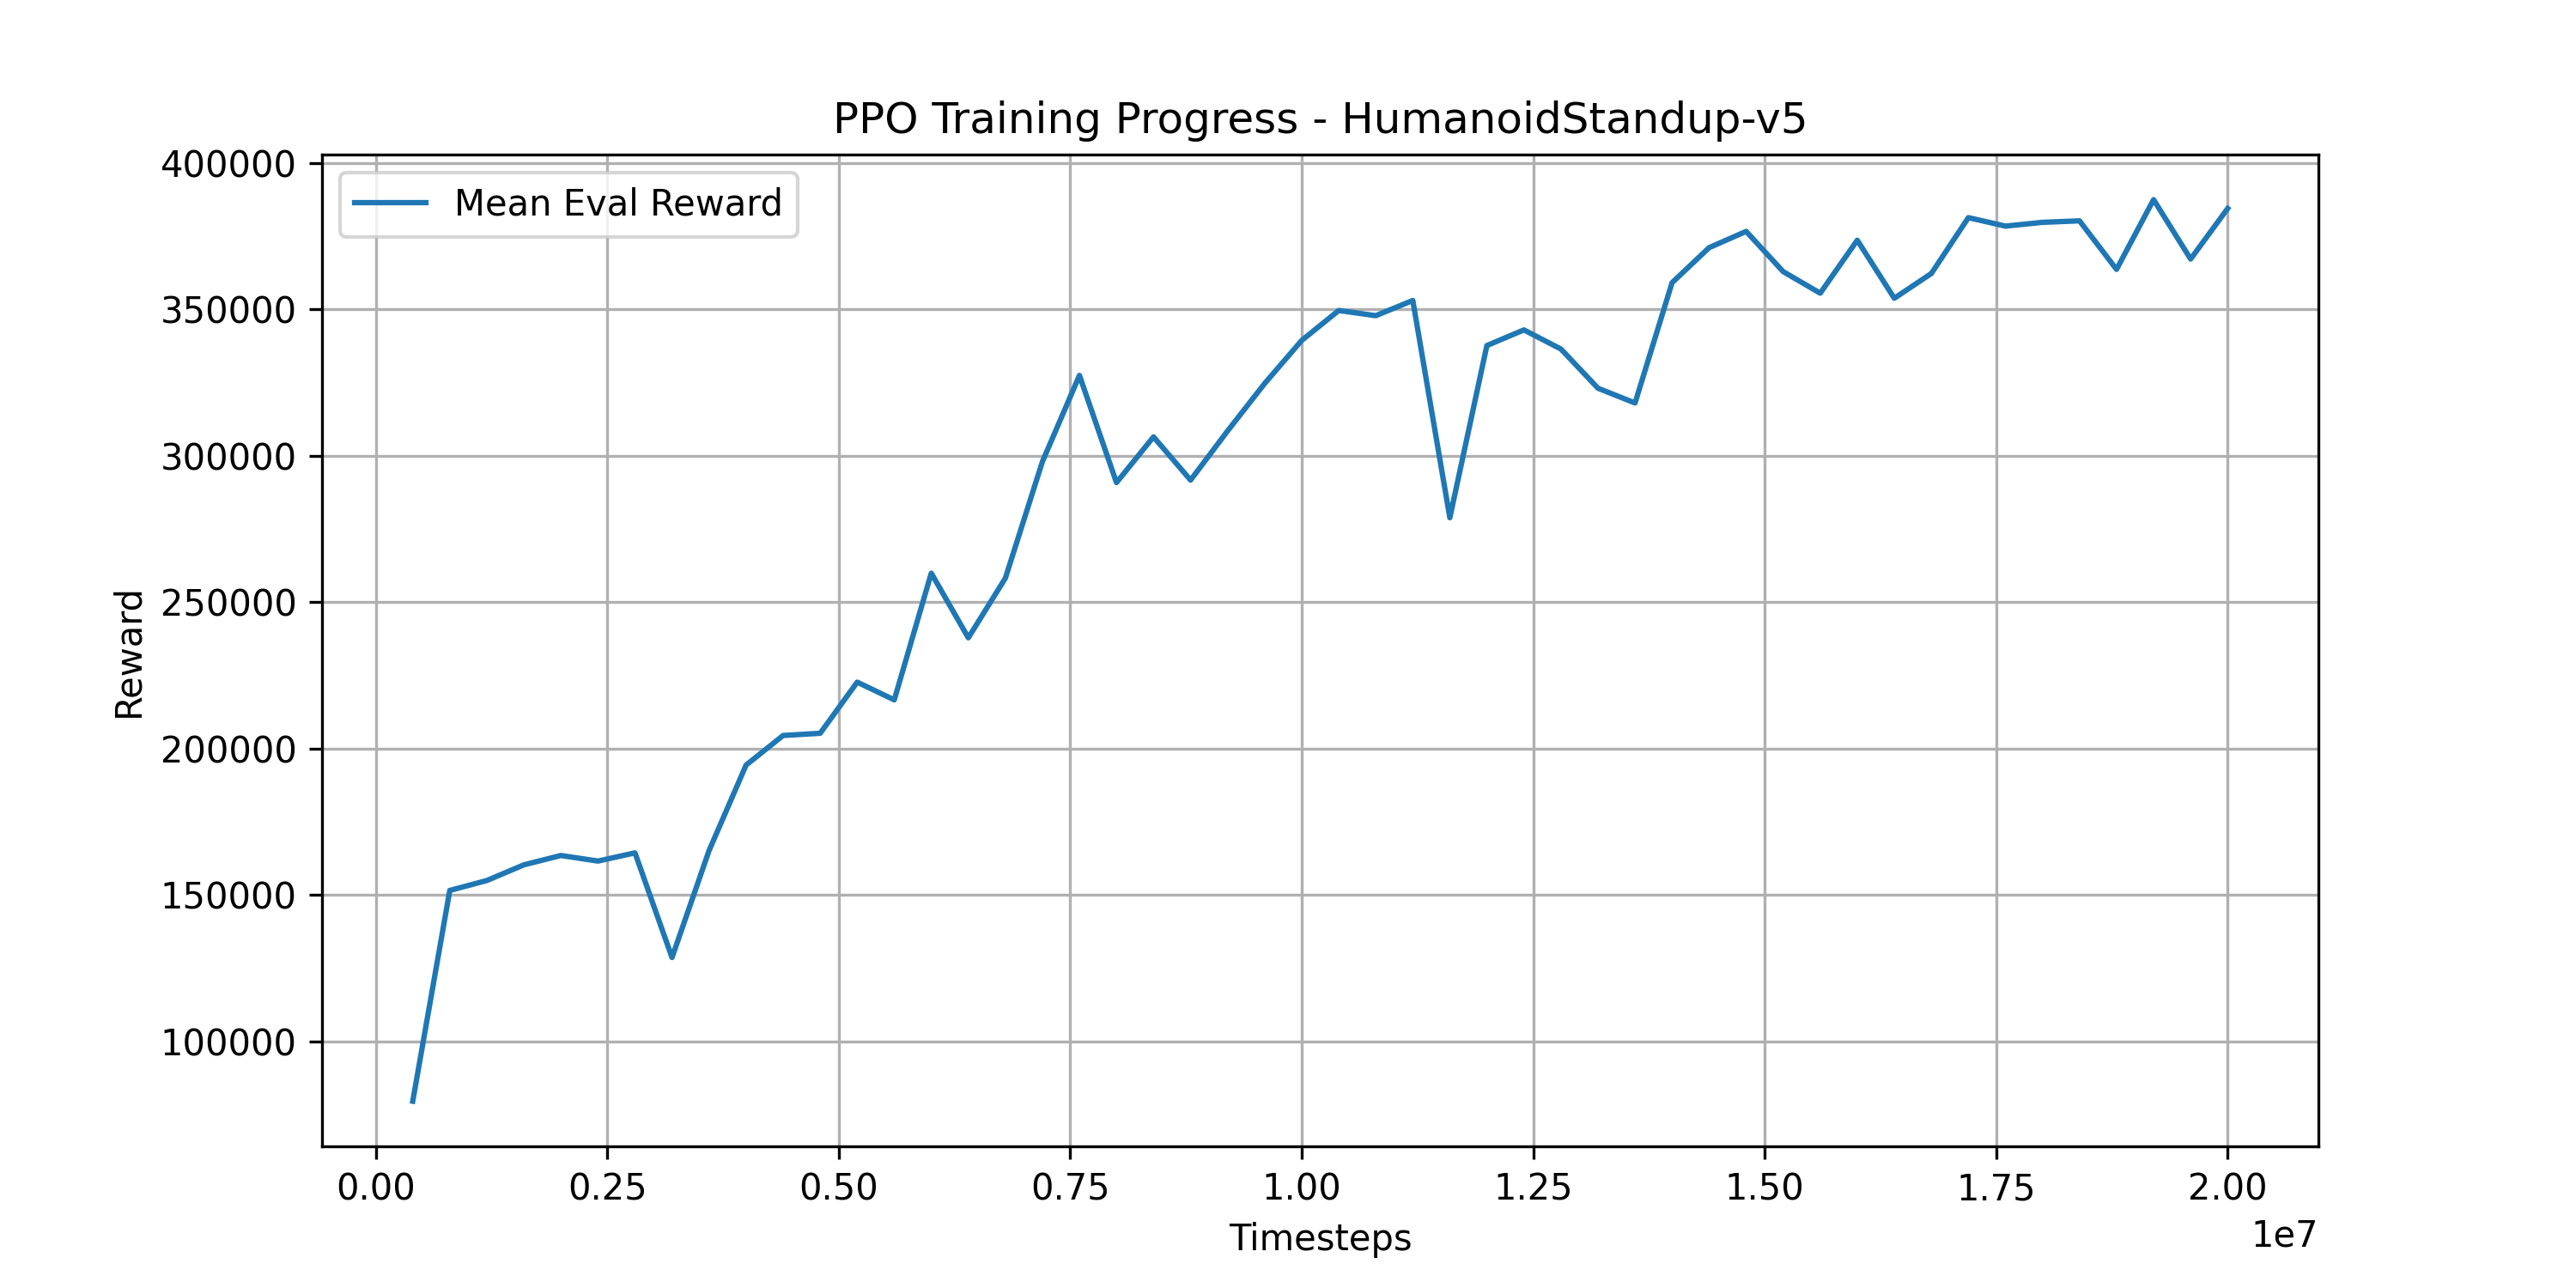 PPO Training Progress - HumanoidStandup-v5
Mean Eval Reward
Reward
400000
350000
300000
250000
200000
150000
100000
0.00 0.25 0.50 0.75 1.00 1.25 1.50 1.75 2.00
1e7
Timesteps